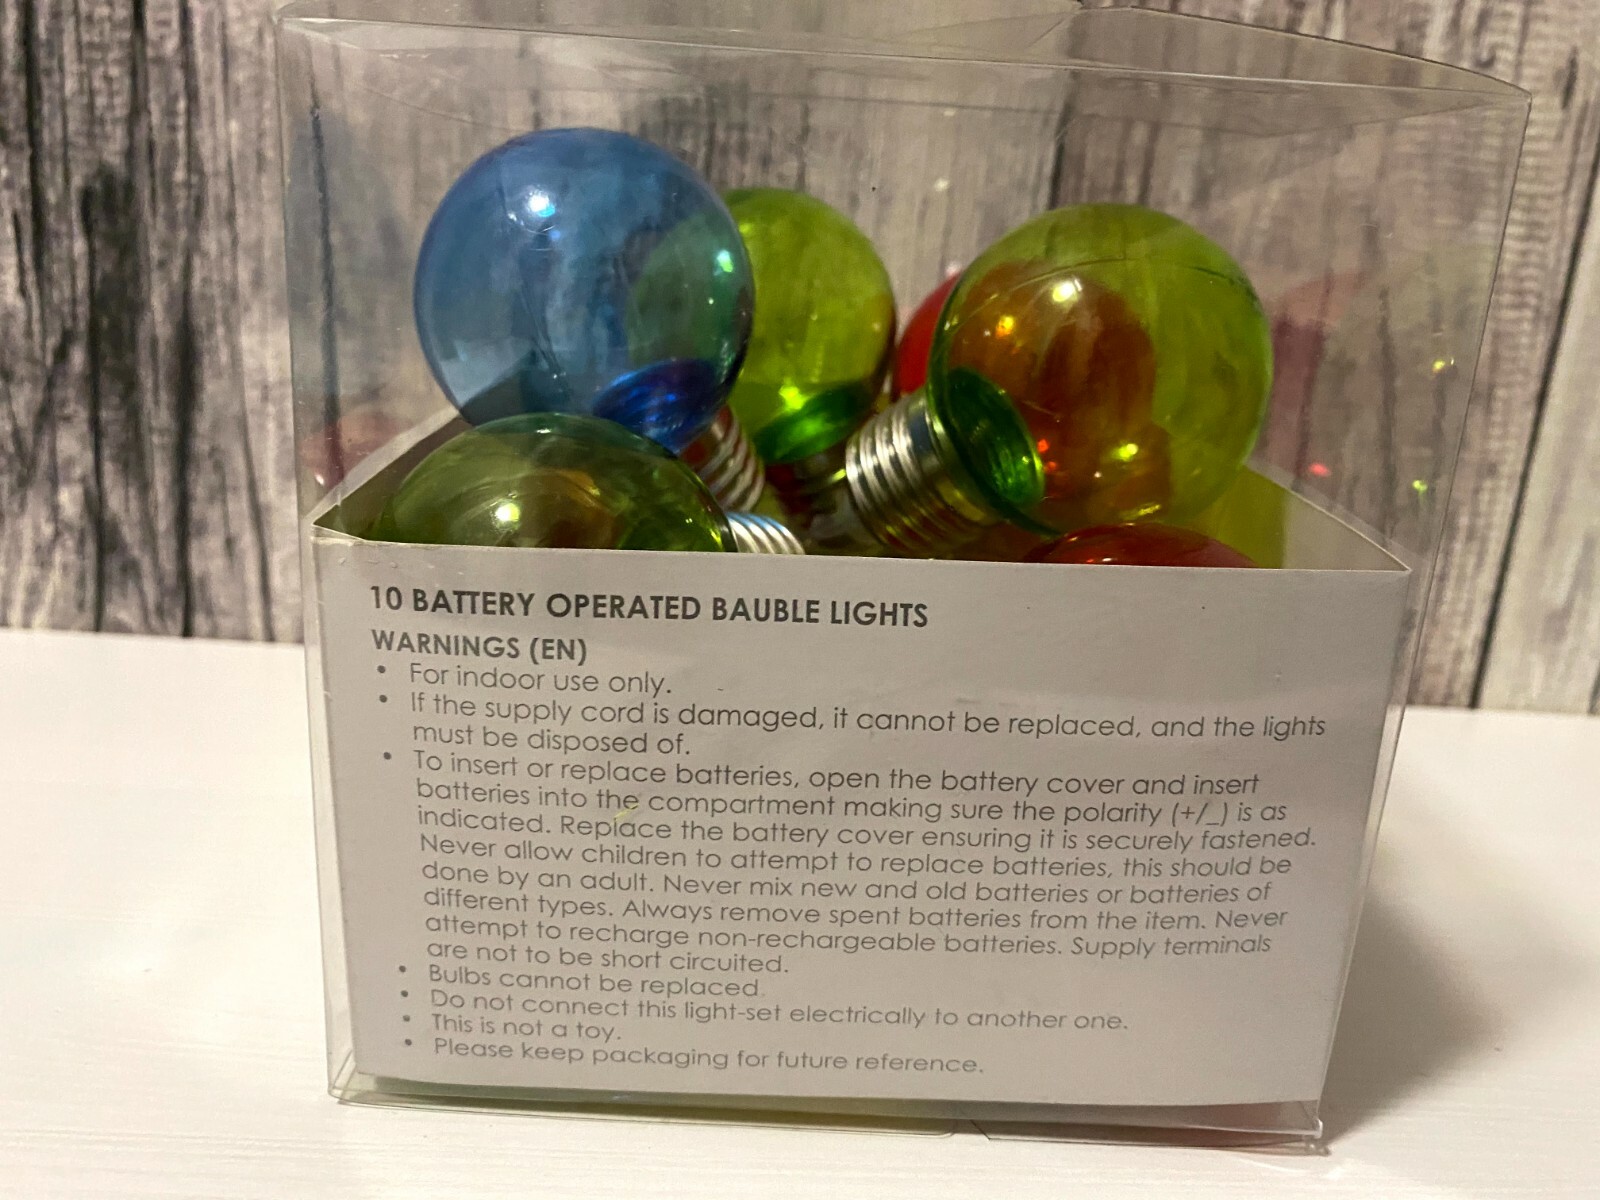 10 BATTERY OPERATED BAUBLE LIGHTS
WARNINGS (EN)
• For indoor use only.
• If the supply cord is damaged, it cannot be replaced, and the lights
must be disposed of.
• To insert or replace batteries, open the battery cover and insert
batteries into the compartment making sure the polarity (+/_) is as
indicated. Replace the battery cover ensuring it is securely fastened.
Never allow children to attempt to replace batteries, this should be
done by an adult. Never mix new and old batteries or batteries of
different types. Always remove spent batteries from the item. Never
attempt to recharge non-rechargeable batteries. Supply terminals
are not to be short circuited.
• Bulbs cannot be replaced.
• Do not connect this light-set electrically to another one.
• This is not a toy.
• Please keep packaging for future reference.